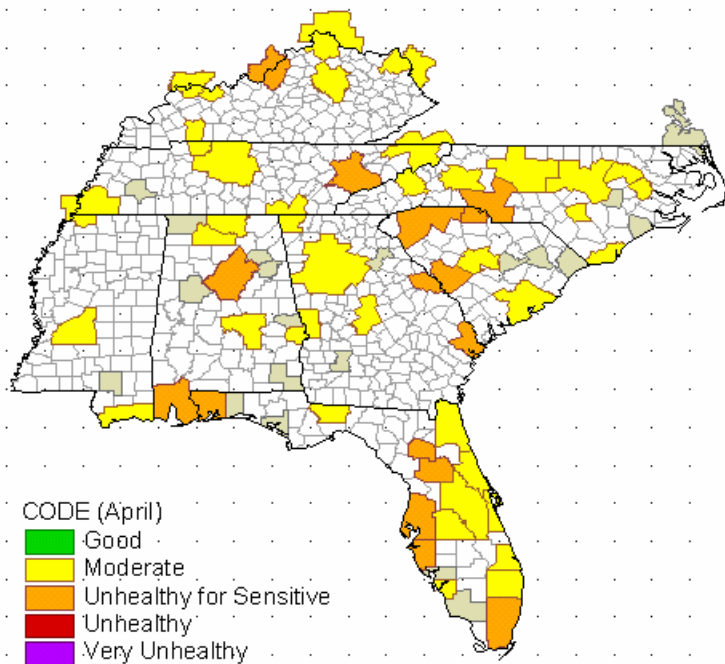 CODE (April)
Good
Moderate
Unhealthy for Sensitive
Unhealthy
Very Unhealthy